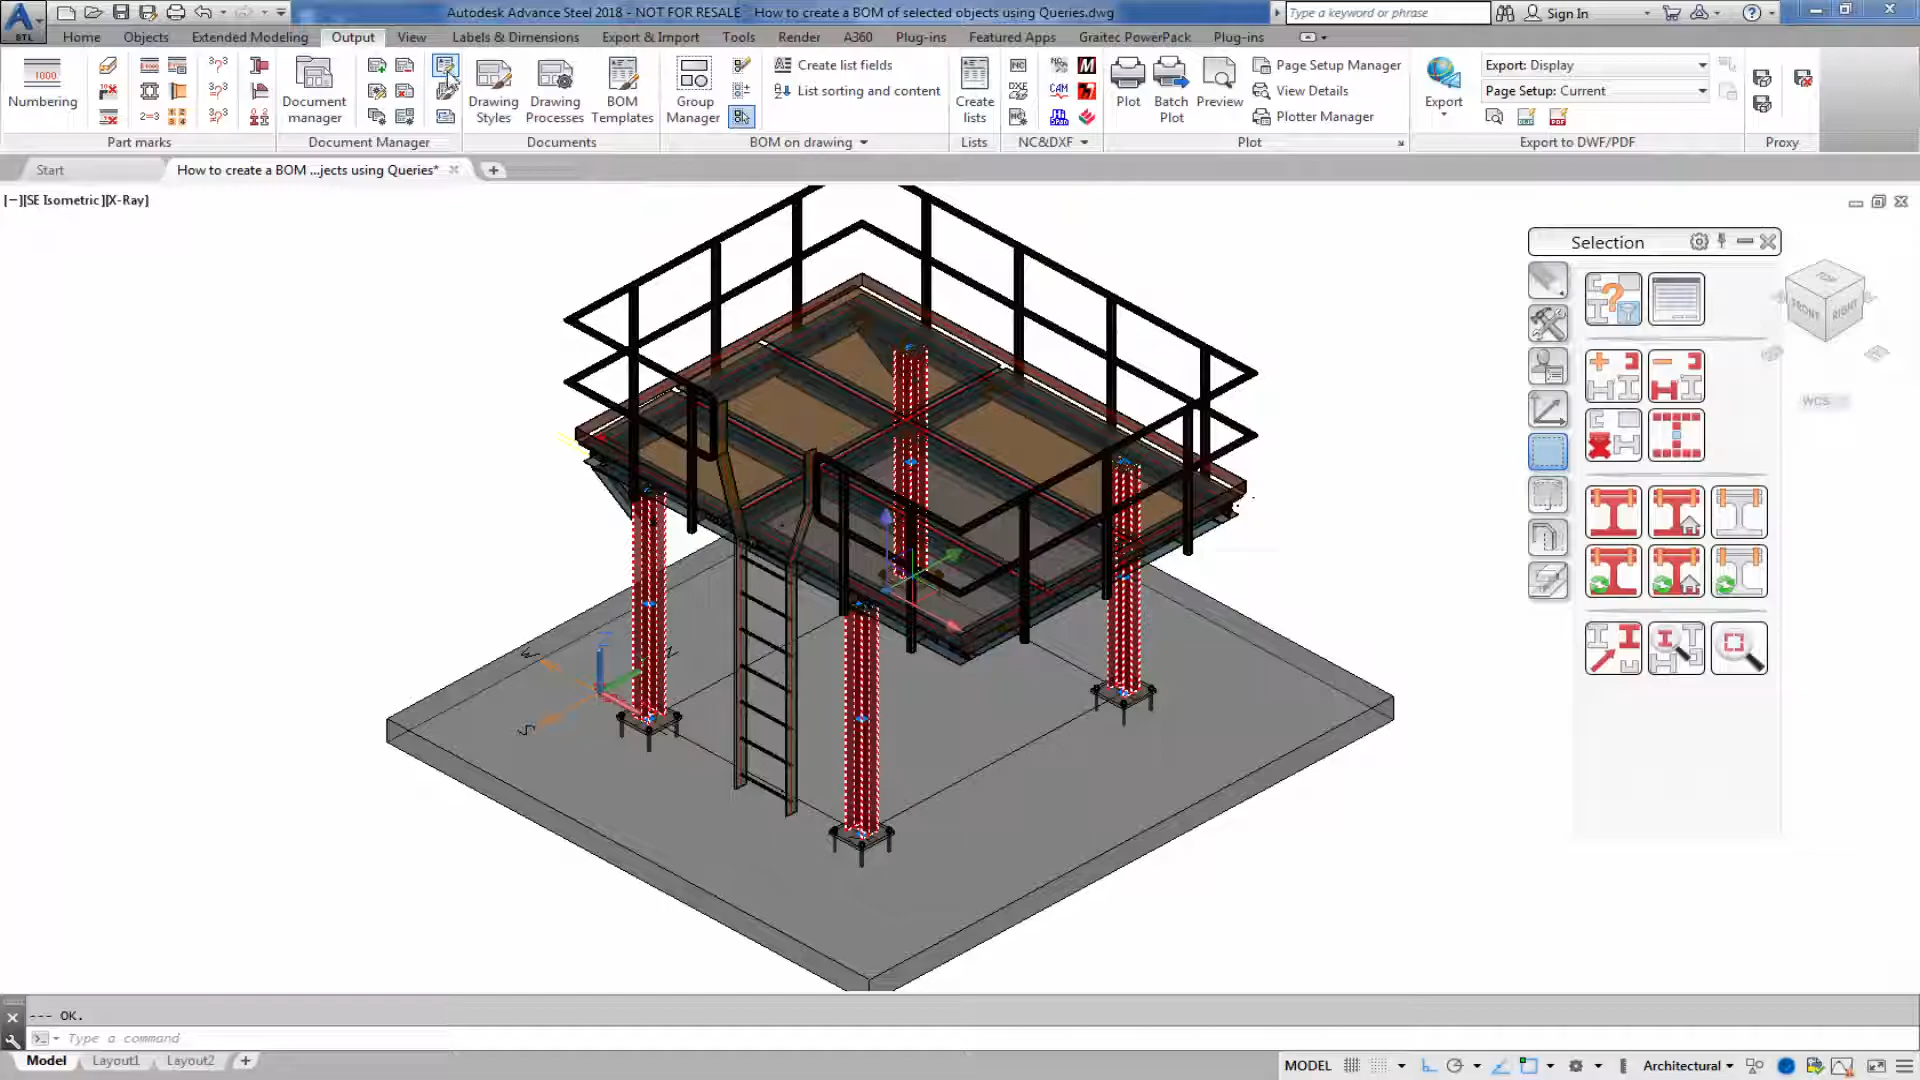 Autodesk Advance Steel 2018 - NOT FOR RESALE - How to create a BOM of selected objects using Queries.dwg
Type a keyword or phrase
Sign In
STL
Home
Objects
Extended Modeling
Output
View
Labels & Dimensions
Export & Import
Tools
Render
A360
Plug-ins
Featured Apps
Graitec PowerPack
Plug-ins
Numbering
Document manager
Drawing Styles
Drawing Processes
BOM Templates
Group Manager
Create list fields
List sorting and content
Create lists
Plot
Batch Plot
Preview
Page Setup Manager
View Details
Plotter Manager
Export
Export: Display
Page Setup: Current
Part marks
Document Manager
Documents
BOM on drawing
Lists
NC&DXF
Plot
Export to DWF/PDF
Proxy
Start
How to create a BOM ...jects using Queries*
[−][SE Isometric][X-Ray]
Selection
TOP
FRONT
RIGHT
WCS
--- OK.
Type a command
Model
Layout1
Layout2
MODEL
Architectural